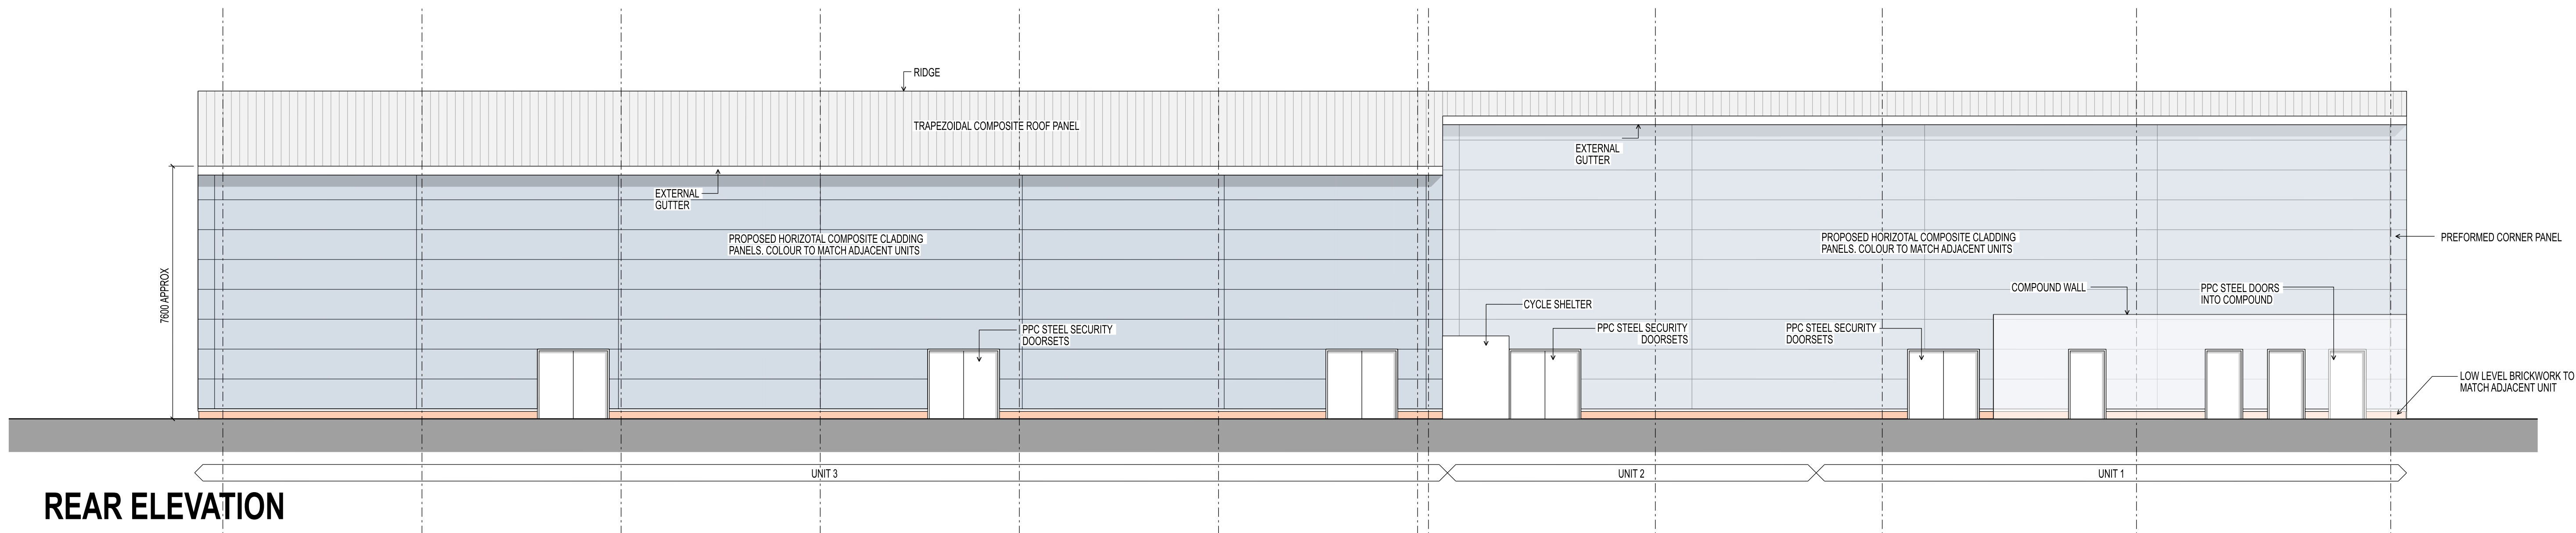 RIDGE
TRAPEZOIDAL COMPOSITE ROOF PANEL
EXTERNAL
GUTTER
EXTERNAL
GUTTER
PROPOSED HORIZOTAL COMPOSITE CLADDING
PANELS. COLOUR TO MATCH ADJACENT UNITS
PROPOSED HORIZOTAL COMPOSITE CLADDING
PANELS. COLOUR TO MATCH ADJACENT UNITS
PREFORMED CORNER PANEL
7600 APPROX
CYCLE SHELTER
COMPOUND WALL
PPC STEEL DOORS
INTO COMPOUND
PPC STEEL SECURITY
DOORSETS
PPC STEEL SECURITY
DOORSETS
PPC STEEL SECURITY
DOORSETS
LOW LEVEL BRICKWORK TO
MATCH ADJACENT UNIT
UNIT 3
UNIT 2
UNIT 1
REAR ELEVATION